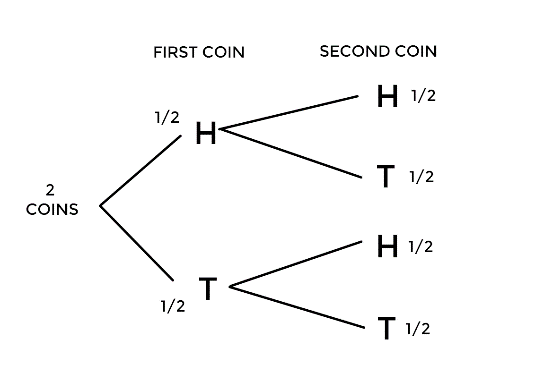 FIRST COIN
SECOND COIN
H 1/2
1/2 H
T 1/2
2
COINS
H 1/2
1/2 T
T 1/2